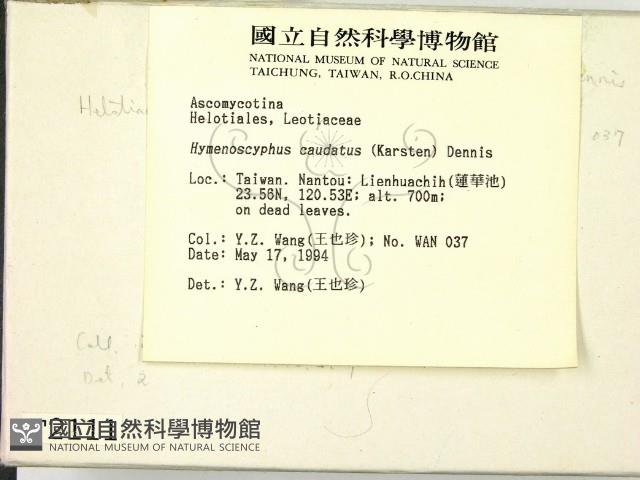 國立自然科學博物館
NATIONAL MUSEUM OF NATURAL SCIENCE
TAICHUNG, TAIWAN, R.O.CHINA
Ascomycotina
Helotiales, Leotiaceae
Hymenoscyphus caudatus (Karsten) Dennis
Loc.: Taiwan. Nantou: Lienhuachih(蓮華池)
23.56N, 120.53E; alt. 700m;
on dead leaves.
Col.: Y.Z. Wang(王也珍); No. WAN 037
Date: May 17, 1994
Det.: Y.Z. Wang(王也珍)
037
Coll.
Det.
國立自然科學博物館
NATIONAL MUSEUM OF NATURAL SCIENCE